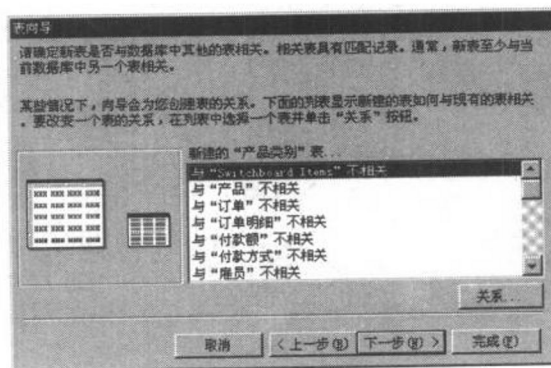 表向导
请确定新表是否与数据库中其他的表相关。相关表具有匹配记录。通常，新表至少与当
前数据库中另一个表相关。
某些情况下，向导会为您创建表的关系。下面的列表显示新建的表如何与现有的表相关
。要改变一个表的关系，在列表中选择一个表并单击“关系”按钮。
新建的“产品类别”表...
与“Switchboard Items”不相关
与“产品”不相关
与“订单”不相关
与“订单明细”不相关
与“付款额”不相关
与“付款方式”不相关
与“雇员”不相关
关系...
取消
<上一步(B)
下一步(N)>
完成(F)